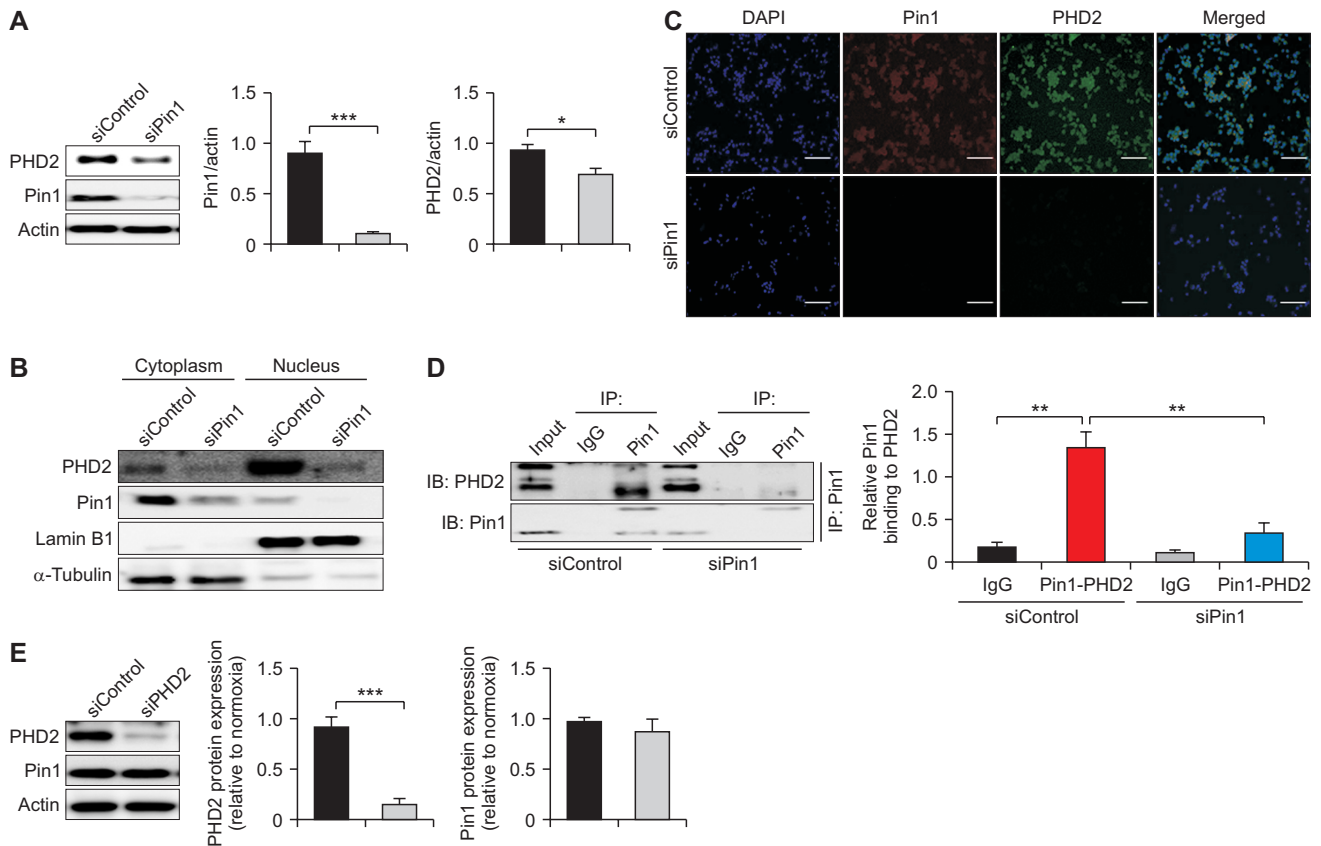 A
siControl siPin1
PHD2
Pin1
Actin
Pin1/actin
1.5
1.0
0.5
0
***
PHD2/actin
1.5
1.0
0.5
0
*
C
DAPI Pin1 PHD2 Merged
siControl
siPin1
B
Cytoplasm Nucleus
siControl siPin1 siControl siPin1
PHD2
Pin1
Lamin B1
α-Tubulin
D
IP: IP:
Input IgG Pin1 Input IgG Pin1
IB: PHD2
IB: Pin1
IP: Pin1
siControl siPin1
Relative Pin1
binding to PHD2
2.0
1.5
1.0
0.5
0
** **
IgG Pin1-PHD2 IgG Pin1-PHD2
siControl siPin1
E
siControl siPHD2
PHD2
Pin1
Actin
PHD2 protein expression
(relative to normoxia)
1.5
1.0
0.5
0
***
Pin1 protein expression
(relative to normoxia)
1.5
1.0
0.5
0